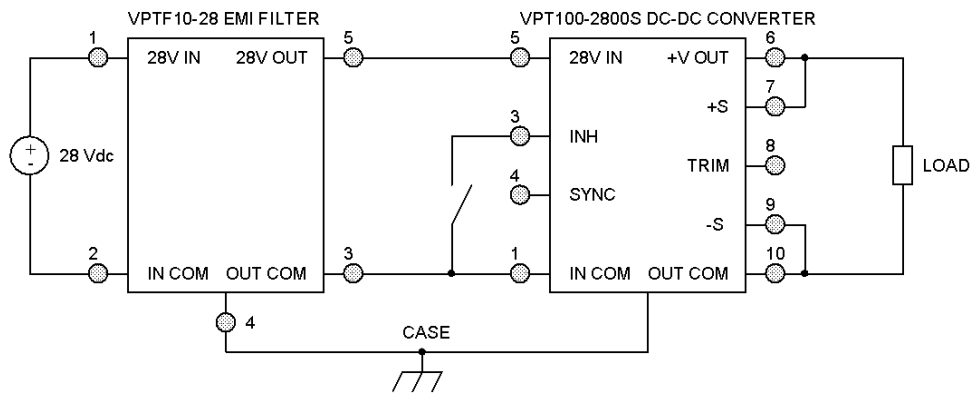 VPTF10-28 EMI FILTER
VPT100-2800S DC-DC CONVERTER
1
5
5
6
28V IN
28V OUT
28V IN
+V OUT
7
+S
3
INH
8
TRIM
LOAD
+
-
28 Vdc
4
SYNC
9
-S
2
3
1
10
IN COM
OUT COM
IN COM
OUT COM
4
CASE